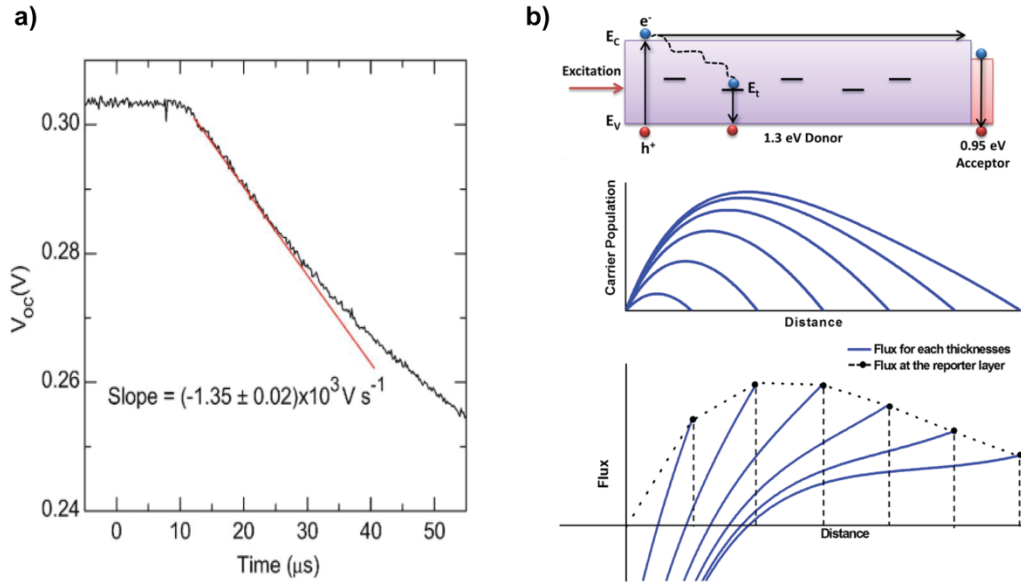 a)
0.30
0.28
0.26
0.24
Voc(V)
Slope = (-1.35 ± 0.02)x10³ V s⁻¹
0 10 20 30 40 50
Time (μs)
b)
e⁻
E_C
Excitation
E_t
E_V
h⁺
1.3 eV Donor
0.95 eV
Acceptor
Carrier Population
Distance
Flux for each thicknesses
Flux at the reporter layer
Flux
Distance